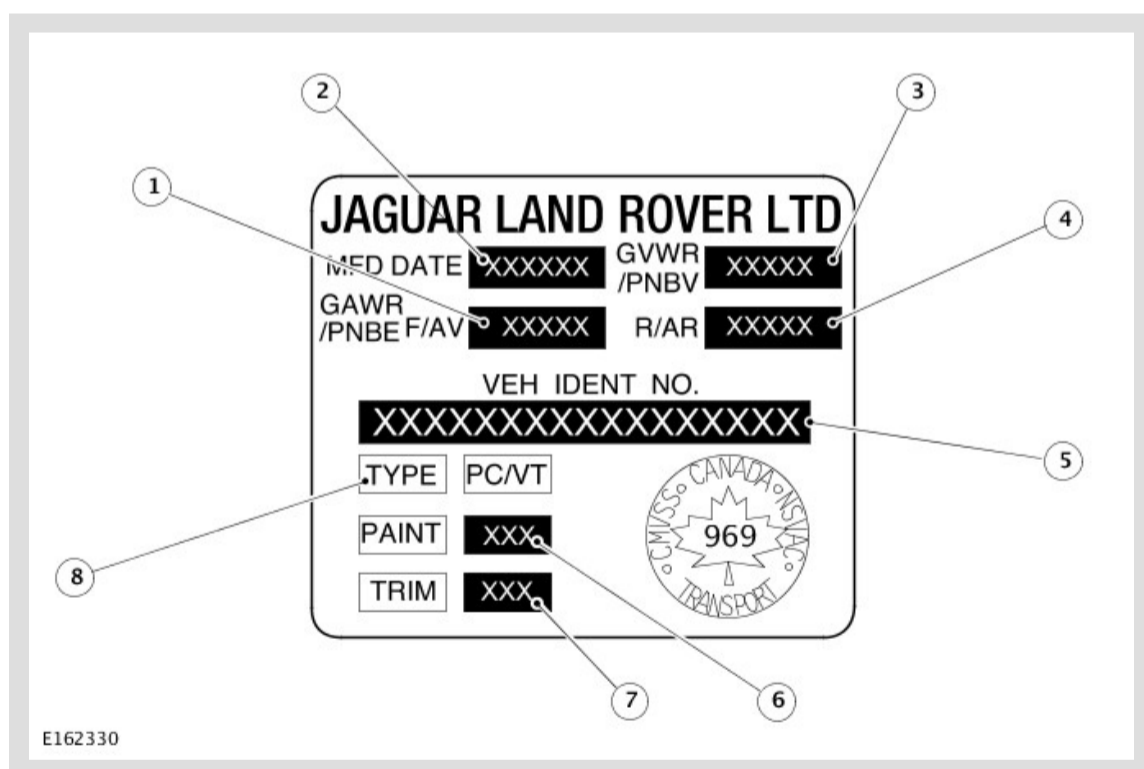 2
3
1
JAGUAR LAND ROVER LTD
4
MFD DATE XXXXXX GVWR /PNBV XXXXX
GAWR /PNBE F/AV XXXXX R/AR XXXXX
VEH IDENT NO.
XXXXXXXXXXXXXXXXX
5
TYPE PC/VT
PAINT XXX
TRIM XXX
CMVSS CANADA NSVAC
969
TRANSPORT
8
7
6
E162330